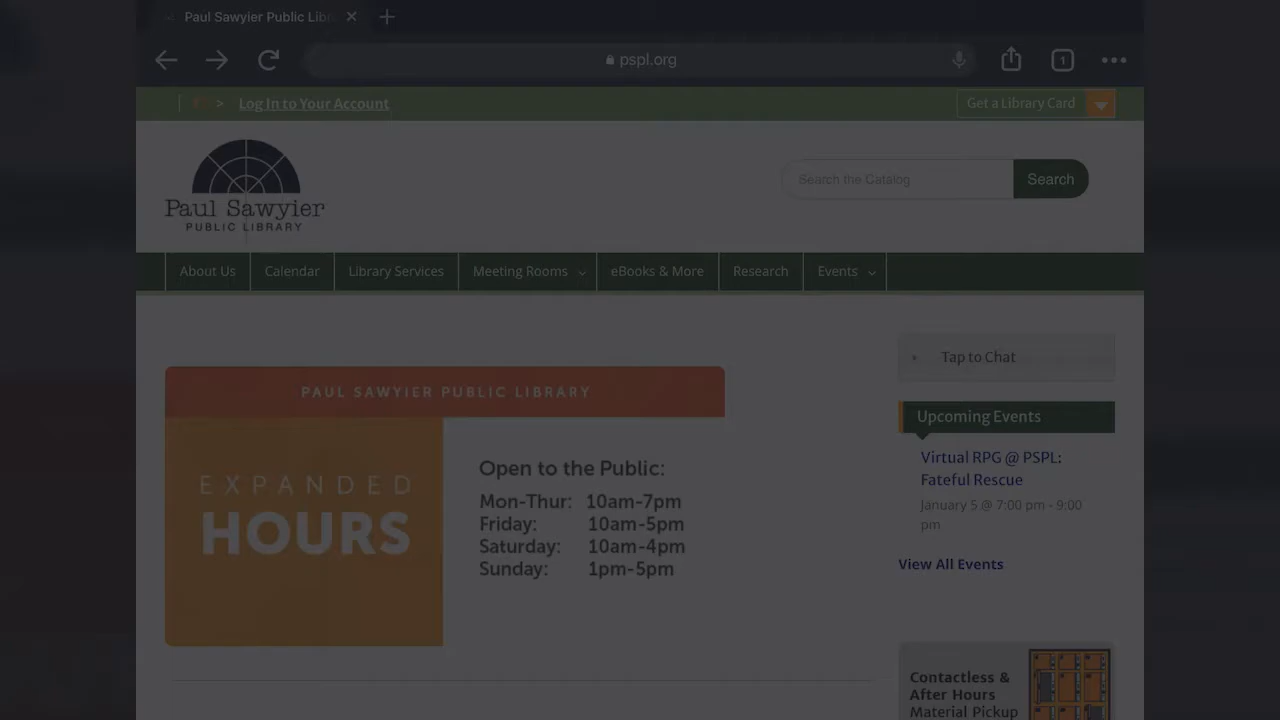 Paul Sawyier Public Libr
pspl.org
1
> Log In to Your Account
Get a Library Card
Paul Sawyier
PUBLIC LIBRARY
Search the Catalog
Search
About Us
Calendar
Library Services
Meeting Rooms
eBooks & More
Research
Events
PAUL SAWYIER PUBLIC LIBRARY
EXPANDED
HOURS
Open to the Public:
Mon-Thur: 10am-7pm
Friday: 10am-5pm
Saturday: 10am-4pm
Sunday: 1pm-5pm
Tap to Chat
Upcoming Events
Virtual RPG @ PSPL:
Fateful Rescue
January 5 @ 7:00 pm - 9:00
pm
View All Events
Contactless &
After Hours
Material Pickup